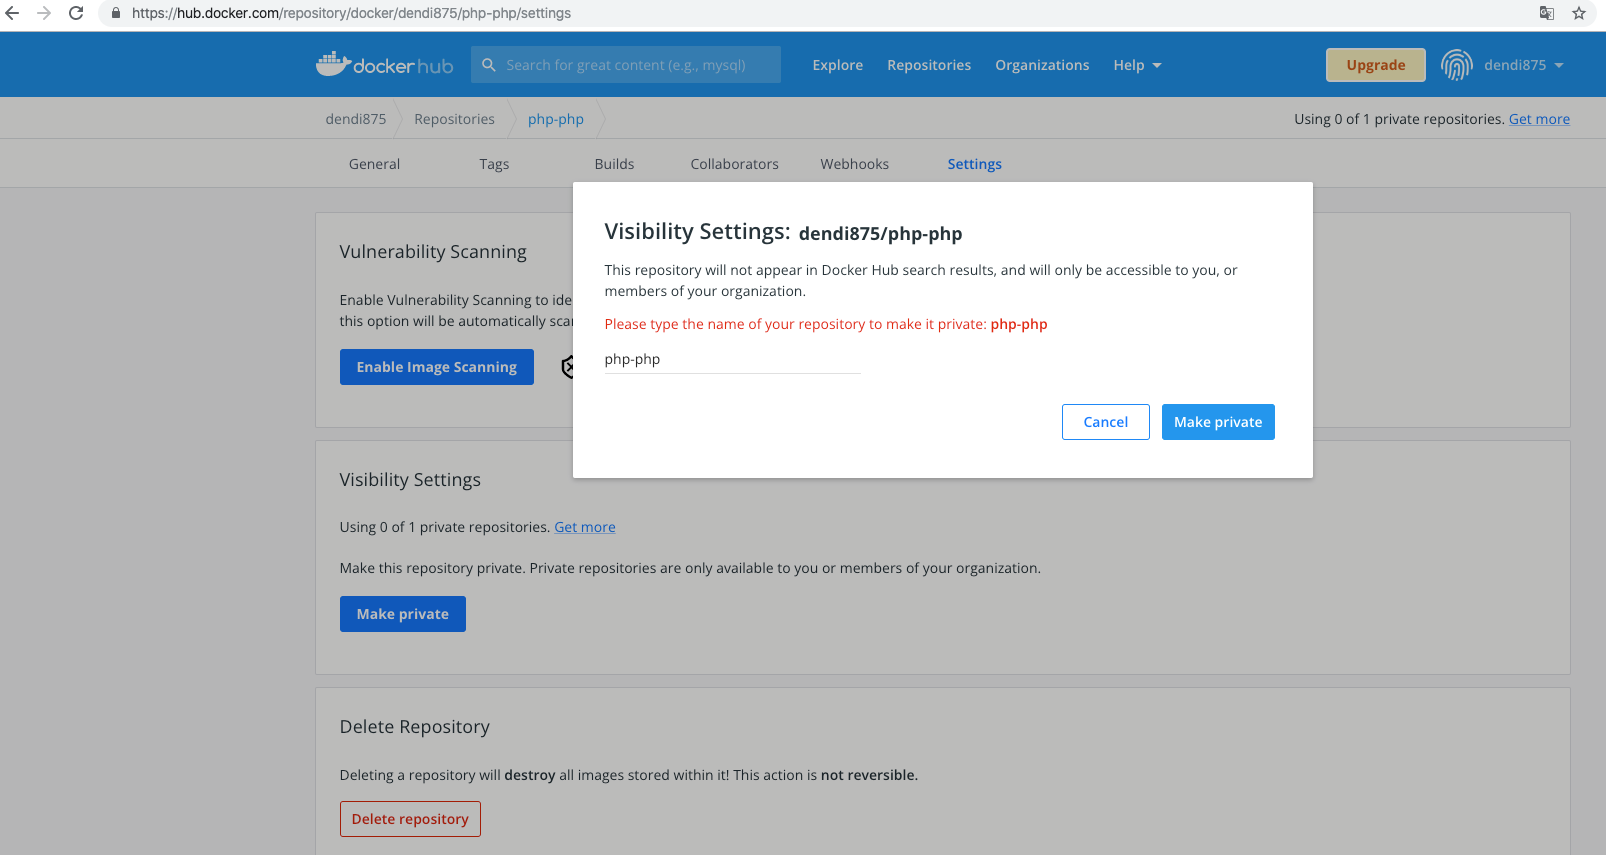 https://hub.docker.com/repository/docker/dendi875/php-php/settings
dockerhub Search for great content (e.g., mysql) Explore Repositories Organizations Help Upgrade dendi875
dendi875 Repositories php-php Using 0 of 1 private repositories. Get more
General Tags Builds Collaborators Webhooks Settings
Visibility Settings: dendi875/php-php
This repository will not appear in Docker Hub search results, and will only be accessible to you, or
members of your organization.
Please type the name of your repository to make it private: php-php
php-php
Cancel Make private
Vulnerability Scanning
Enable Vulnerability Scanning to
this option will be automatically
Enable Image Scanning
Visibility Settings
Using 0 of 1 private repositories. Get more
Make this repository private. Private repositories are only available to you or members of your organization.
Make private
Delete Repository
Deleting a repository will destroy all images stored within it! This action is not reversible.
Delete repository